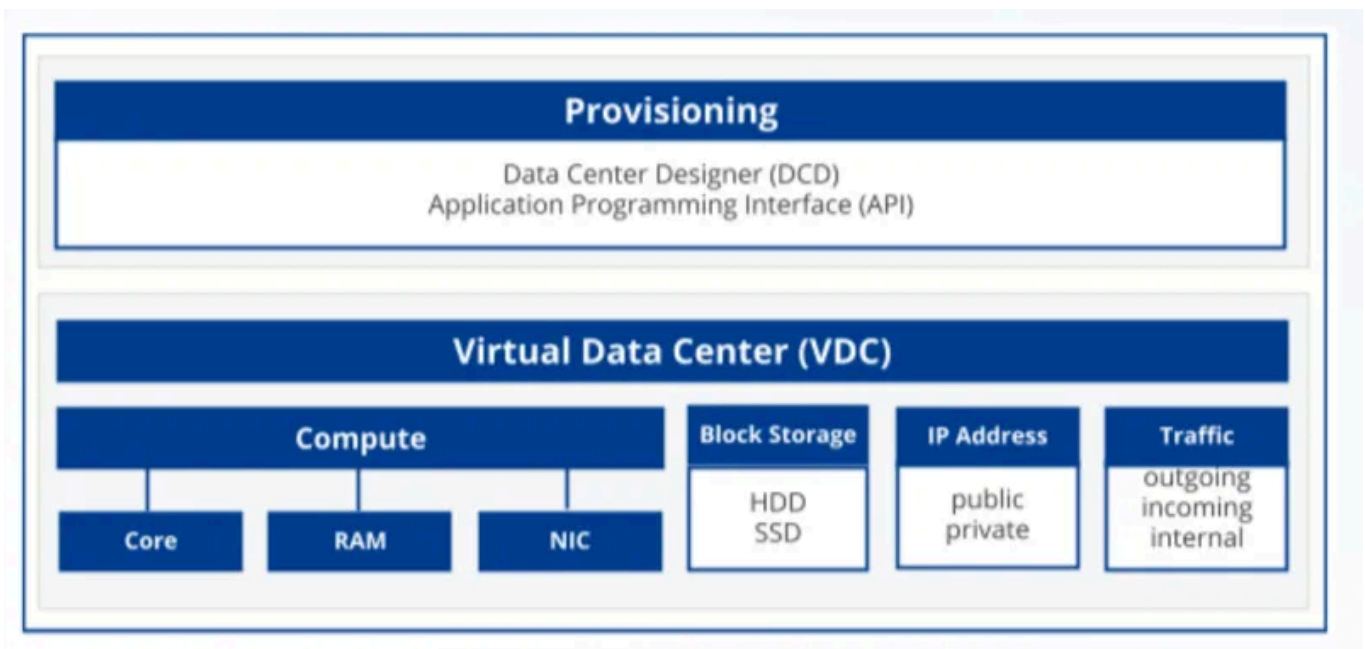 Provisioning
Data Center Designer (DCD)
Application Programming Interface (API)
Virtual Data Center (VDC)
Compute
Core
RAM
NIC
Block Storage
HDD
SSD
IP Address
public
private
Traffic
outgoing
incoming
internal